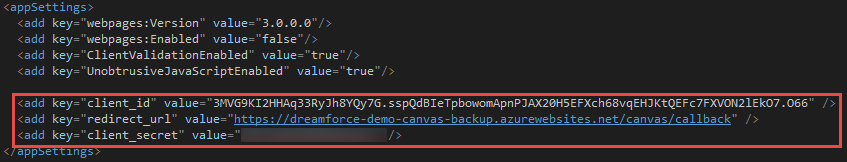 <appSettings>
<add key="webpages:Version" value="3.0.0.0"/>
<add key="webpages:Enabled" value="false"/>
<add key="ClientValidationEnabled" value="true"/>
<add key="UnobtrusiveJavaScriptEnabled" value="true"/>
<add key="client_id" value="3MVG9KI2HHAq33RyJh8YQy7G.sspQdBIeTpbowomApnPJAX20H5EFXch68vqEHJKtQEFc7FXVON2lEkO7.O66" />
<add key="redirect_url" value="https://dreamforce-demo-canvas-backup.azurewebsites.net/canvas/callback" />
<add key="client_secret" value=" />
</appSettings>